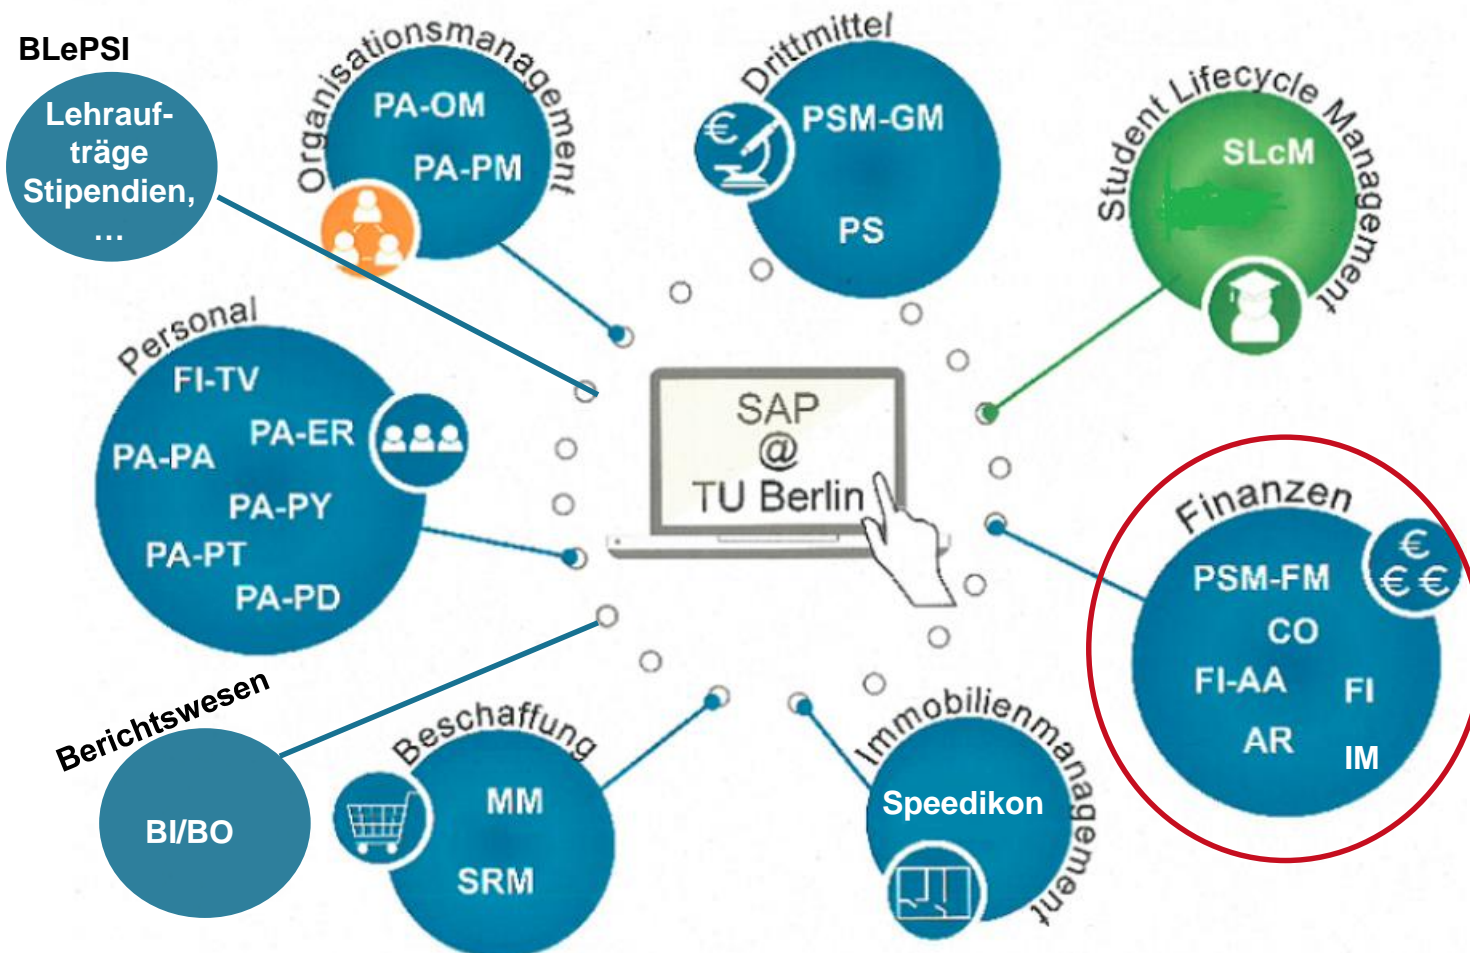 BLePSI
Lehrauf-
träge
Stipendien,
...
Organisationsmanagement
PA-OM
PA-PM
Drittmittel
€
PSM-GM
PS
Student Lifecycle Management
SLcM
Personal
FI-TV
PA-ER
PA-PA
PA-PY
PA-PT
PA-PD
SAP
@
TU Berlin
Finanzen
€
€ €
PSM-FM
CO
FI-AA
FI
AR
IM
Berichtswesen
BI/BO
Beschaffung
MM
SRM
Immobilienmanagement
Speedikon